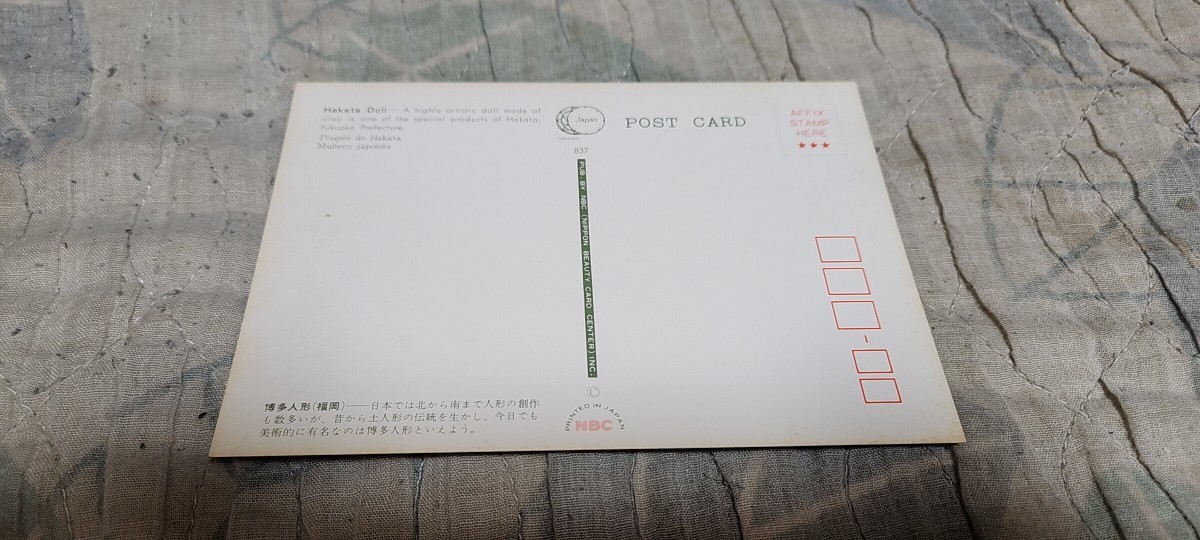 Hakata Doll — A highly artistic doll made of
clay is one of the special products of Hakata,
Fukuoka Prefecture.
Poupée de Hakata
Muñeco japonés
Japan
POST CARD
AFFIX
STAMP
HERE
★★★
837
PUB. BY NBC (NIPPON BEAUTY CARD CENTER) INC.
©
PRINTED IN JAPAN
NBC
博多人形(福岡)——日本では北から南まで人形の創作
も数多いが、昔から土人形の伝統を生かし、今日でも
美術的に有名なのは博多人形といえよう。